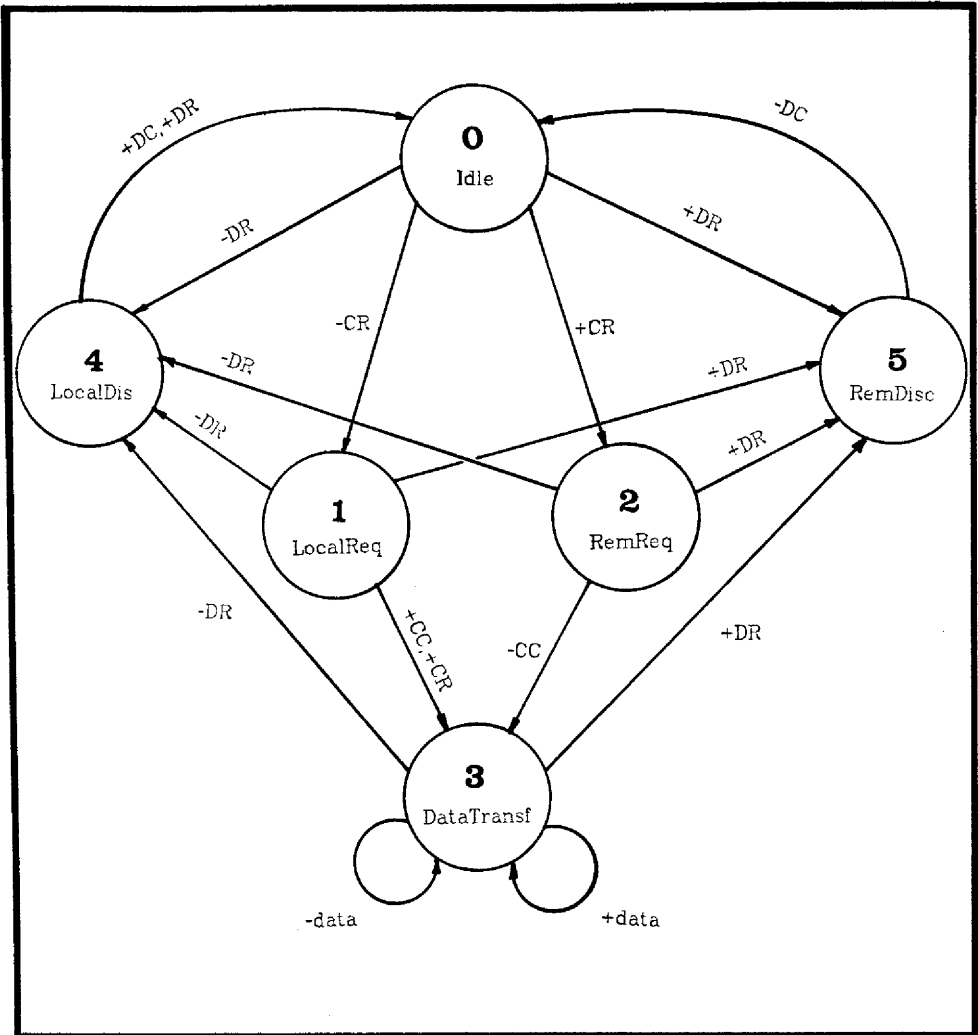 +DC,+DR
-DC
0
Idle
-DR
+DR
-CR
+CR
4
LocalDis
-DR
+DR
5
RemDisc
-DR
+DR
1
LocalReq
2
RemReq
-DR
+CC,+CR
-CC
+DR
3
DataTransf
-data
+data